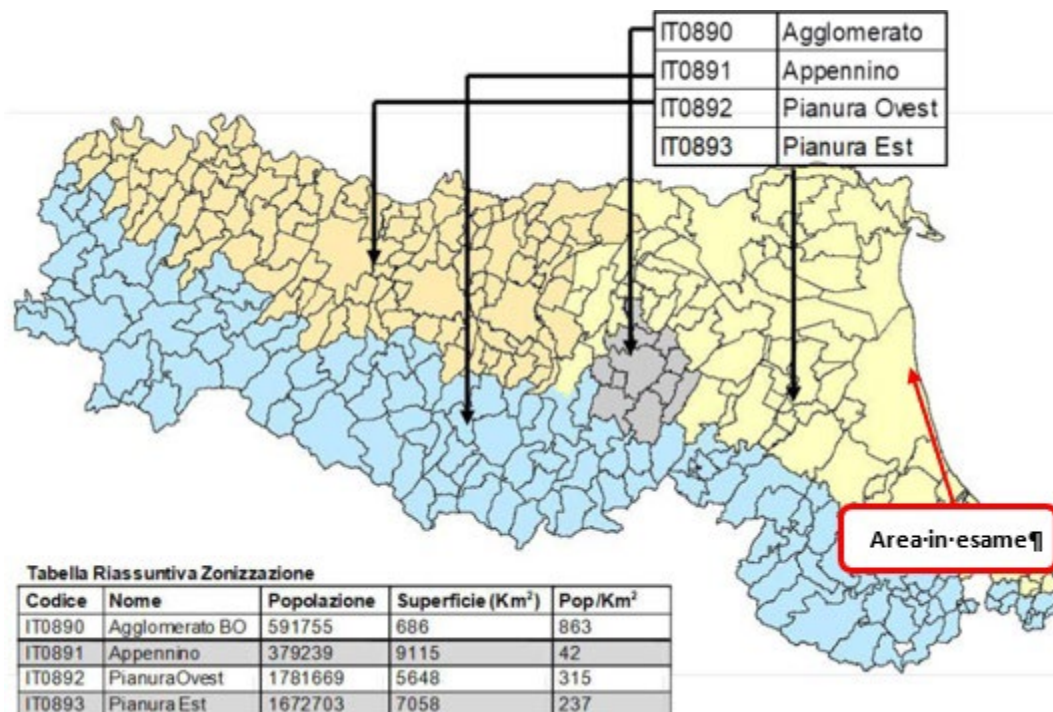 IT0890 Agglomerato
IT0891 Appennino
IT0892 Pianura Ovest
IT0893 Pianura Est
Area·in·esame¶
Tabella Riassuntiva Zonizzazione
Codice Nome Popolazione Superficie (Km²) Pop/Km²
IT0890 Agglomerato BO 591755 686 863
IT0891 Appennino 379239 9115 42
IT0892 PianuraOvest 1781669 5648 315
IT0893 Pianura Est 1672703 7058 237